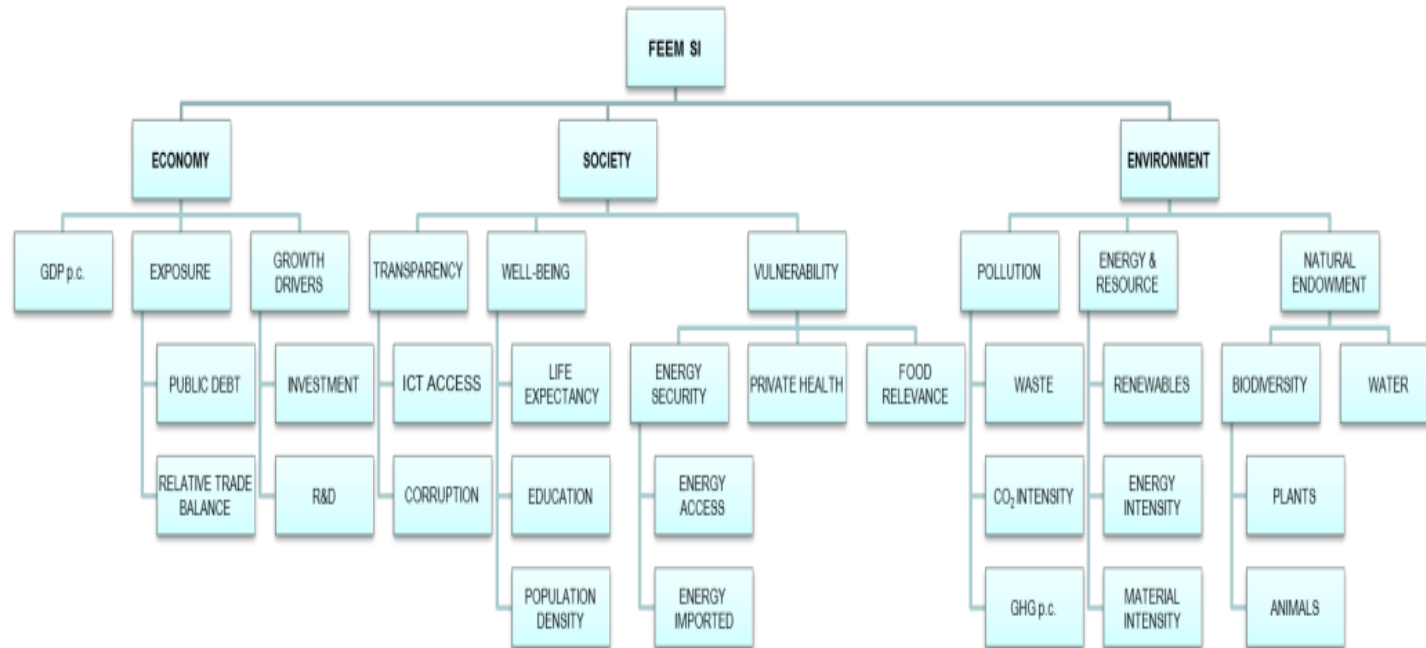 FEEM SI
ECONOMY
SOCIETY
ENVIRONMENT
GDP p.c.
EXPOSURE
GROWTH
DRIVERS
TRANSPARENCY
WELL-BEING
VULNERABILITY
POLLUTION
ENERGY &
RESOURCE
NATURAL
ENDOWMENT
PUBLIC DEBT
INVESTMENT
ICT ACCESS
LIFE
EXPECTANCY
ENERGY
SECURITY
PRIVATE HEALTH
FOOD
RELEVANCE
WASTE
RENEWABLES
BIODIVERSITY
WATER
RELATIVE TRADE
BALANCE
R&D
CORRUPTION
EDUCATION
ENERGY
ACCESS
CO₂ INTENSITY
ENERGY
INTENSITY
PLANTS
POPULATION
DENSITY
ENERGY
IMPORTED
GHG p.c.
MATERIAL
INTENSITY
ANIMALS